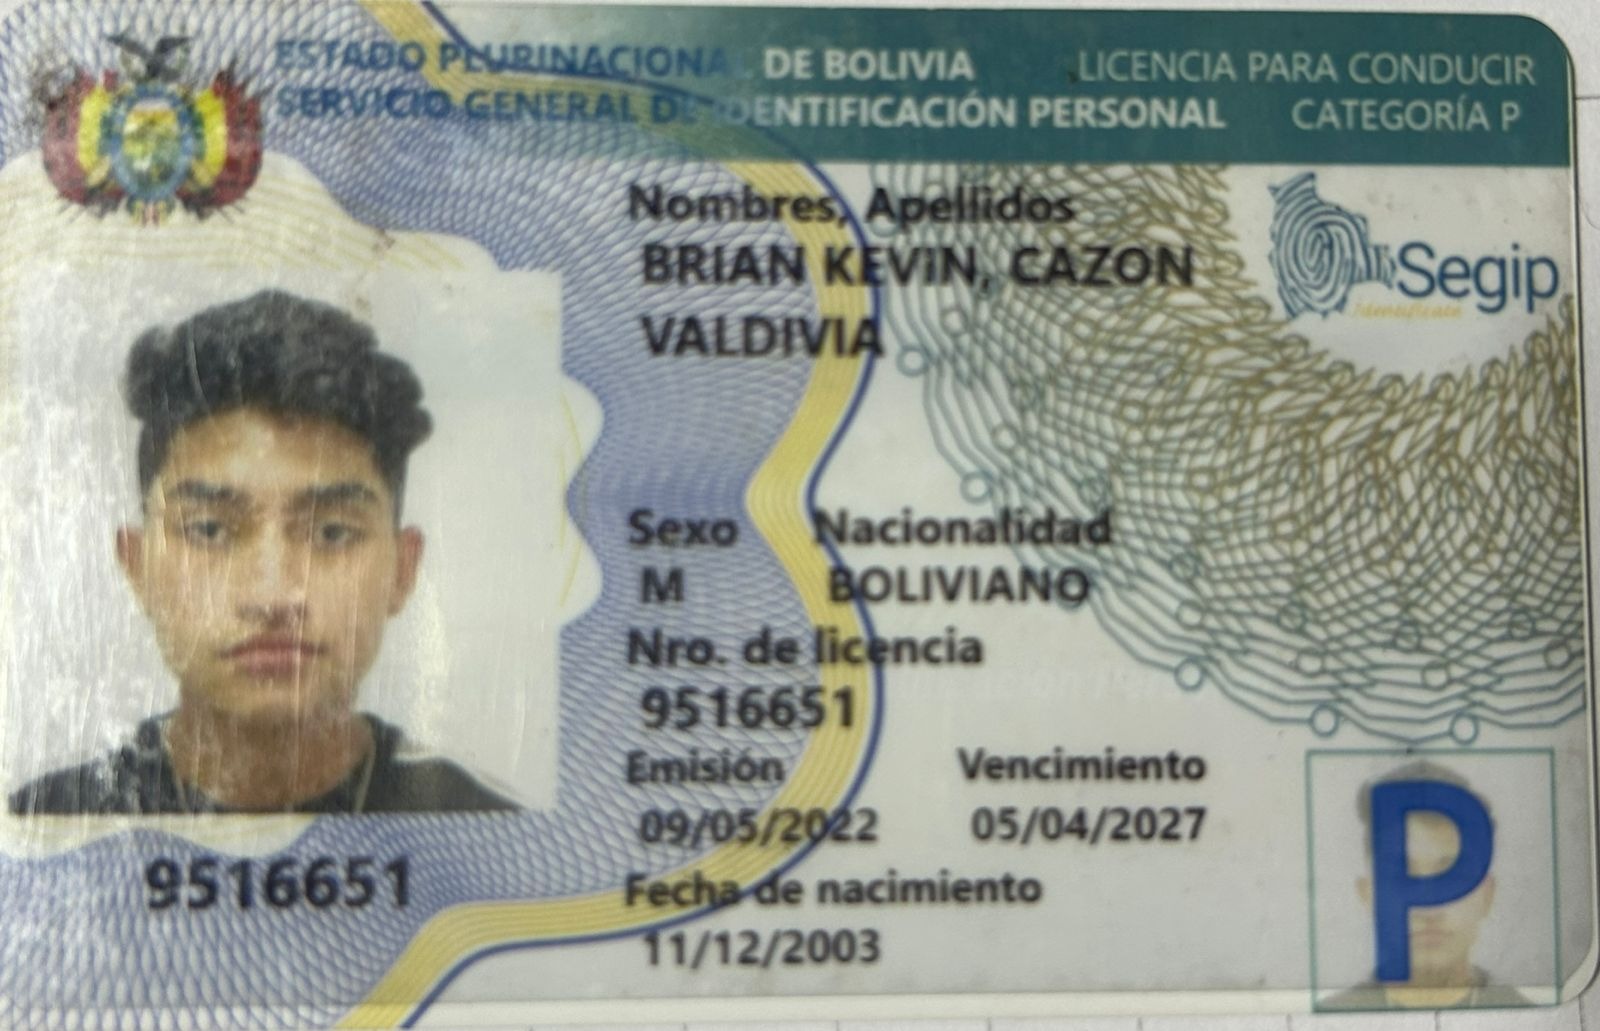 ESTADO PLURINACIONAL DE BOLIVIA
SERVICIO GENERAL DE IDENTIFICACIÓN PERSONAL
LICENCIA PARA CONDUCIR
CATEGORÍA P
Segip
Nombres, Apellidos
BRIAN KEVIN, CAZON
VALDIVIA
Sexo Nacionalidad
M BOLIVIANO
Nro. de licencia
9516651
Emisión Vencimiento
09/05/2022 05/04/2027
Fecha de nacimiento
11/12/2003
9516651
P